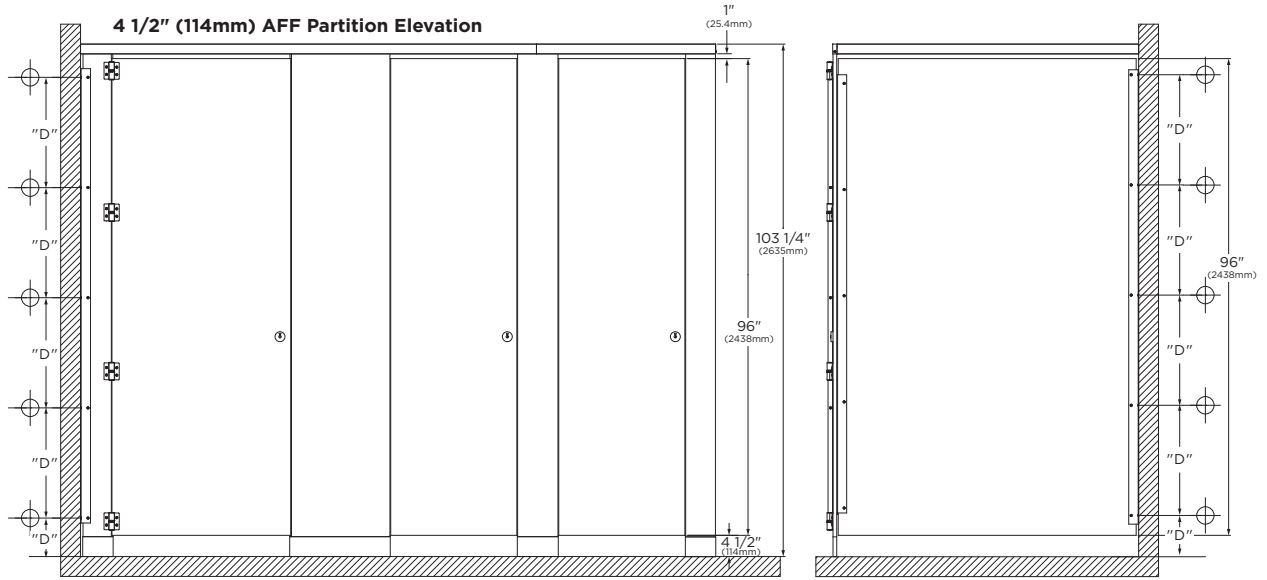 4 1/2" (114mm) AFF Partition Elevation
1"
(25.4mm)
"D"
"D"
"D"
"D"
"D"
103 1/4"
(2635mm)
96"
(2438mm)
4 1/2"
(114mm)
"D"
"D"
"D"
"D"
"D"
96"
(2438mm)